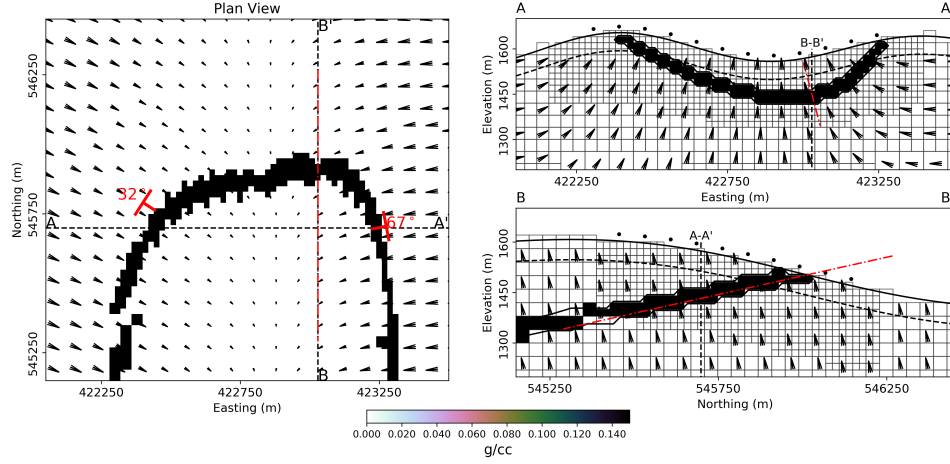 Plan View
B'
546250
545750
545250
Northing (m)
32°
67°
A
A'
B
422250
422750
423250
Easting (m)
A
A
B-B'
1600
1450
1300
Elevation (m)
422250
422750
423250
Easting (m)
B
B
A-A'
1600
1450
1300
Elevation (m)
545250
545750
546250
Northing (m)
0.000
0.020
0.040
0.060
0.080
0.100
0.120
0.140
g/cc